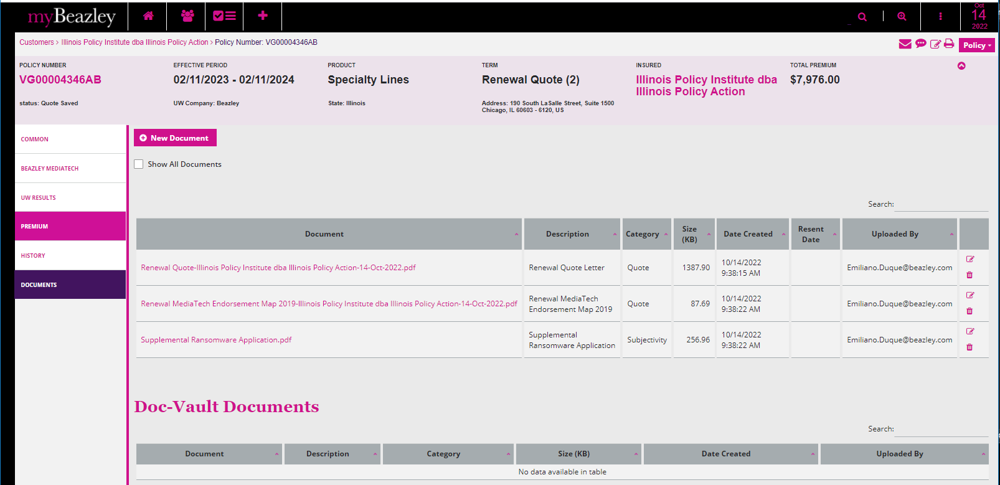 myBeazley
Oct
14
2022
Customers > Illinois Policy Institute dba Illinois Policy Action > Policy Number: VG00004346AB
Policy
POLICY NUMBER
VG00004346AB
status: Quote Saved
EFFECTIVE PERIOD
02/11/2023 - 02/11/2024
UW Company: Beazley
PRODUCT
Specialty Lines
State: Illinois
TERM
Renewal Quote (2)
Address: 190 South LaSalle Street, Suite 1500
Chicago, IL 60603 - 6120, US
INSURED
Illinois Policy Institute dba
Illinois Policy Action
TOTAL PREMIUM
$7,976.00
COMMON
BEAZLEY MEDIATECH
UW RESULTS
PREMIUM
HISTORY
DOCUMENTS
New Document
Show All Documents
Search:
Document Description Category Size (KB) Date Created Resent Date Uploaded By
Renewal Quote-Illinois Policy Institute dba Illinois Policy Action-14-Oct-2022.pdf Renewal Quote Letter Quote 1387.90 10/14/2022 9:38:15 AM Emiliano.Duque@beazley.com
Renewal MediaTech Endorsement Map 2019-Illinois Policy Institute dba Illinois Policy Action-14-Oct-2022.pdf Renewal MediaTech Endorsement Map 2019 Quote 87.69 10/14/2022 9:38:22 AM Emiliano.Duque@beazley.com
Supplemental Ransomware Application.pdf Supplemental Ransomware Application Subjectivity 256.96 10/14/2022 9:38:22 AM Emiliano.Duque@beazley.com
Doc-Vault Documents
Search:
Document Description Category Size (KB) Date Created Uploaded By
No data available in table